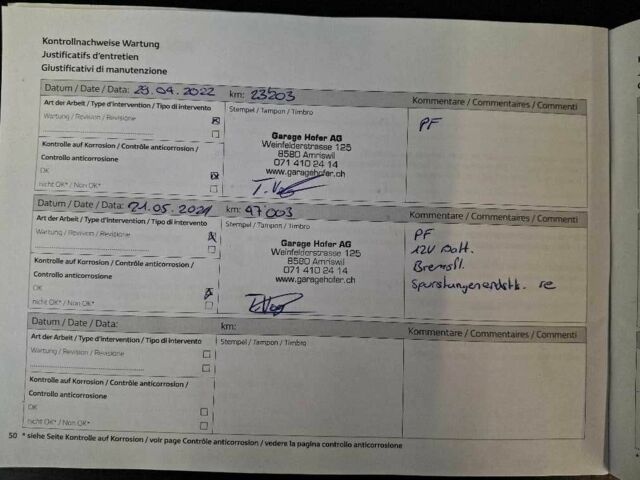 Kontrollnachweise Wartung
Justificatifs d'entretien
Giustificativi di manutenzione
Datum / Date / Data: 29.04.2022 km: 23203 Kommentare / Commentaires / Commenti
Art der Arbeit / Type d'intervention / Tipo di intervento Stempel / Tampon / Timbro
Wartung / Revision / Revisione
PF
Kontrolle auf Korrosion / Contrôle anticorrosion /
Controllo anticorrosione
OK
nicht OK* / Non OK*
Garage Hofer AG
Weinfelderstrasse 125
8580 Amriswil
071 410 24 14
www.garagehofer.ch
Datum / Date / Data: 21.05.2021 km: 47003 Kommentare / Commentaires / Commenti
Art der Arbeit / Type d'intervention / Tipo di intervento Stempel / Tampon / Timbro
Wartung / Revision / Revisione
Kontrolle auf Korrosion / Contrôle anticorrosion /
Controllo anticorrosione
OK
nicht OK* / Non OK*
Garage Hofer AG
Weinfelderstrasse 125
8580 Amriswil
071 410 24 14
www.garagehofer.ch
PF
12V Batt.
Bremsfl.
Spurstangenendstk. re
Datum / Date / Data: km: Kommentare / Commentaires / Commenti
Art der Arbeit / Type d'intervention / Tipo di intervento Stempel / Tampon / Timbro
Wartung / Revision / Revisione
Kontrolle auf Korrosion / Contrôle anticorrosion /
Controllo anticorrosione
OK
nicht OK* / Non OK*
50 * siehe Seite Kontrolle auf Korrosion / voir page Contrôle anticorrosion / vedere la pagina controllo anticorrosione